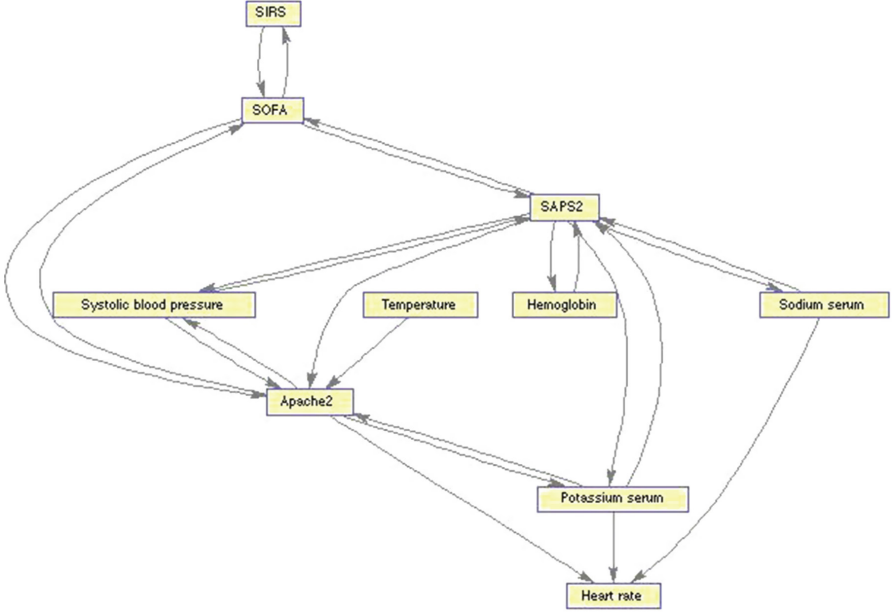 SIRS
SOFA
SAPS2
Systolic blood pressure
Temperature
Hemoglobin
Sodium serum
Apache2
Potassium serum
Heart rate